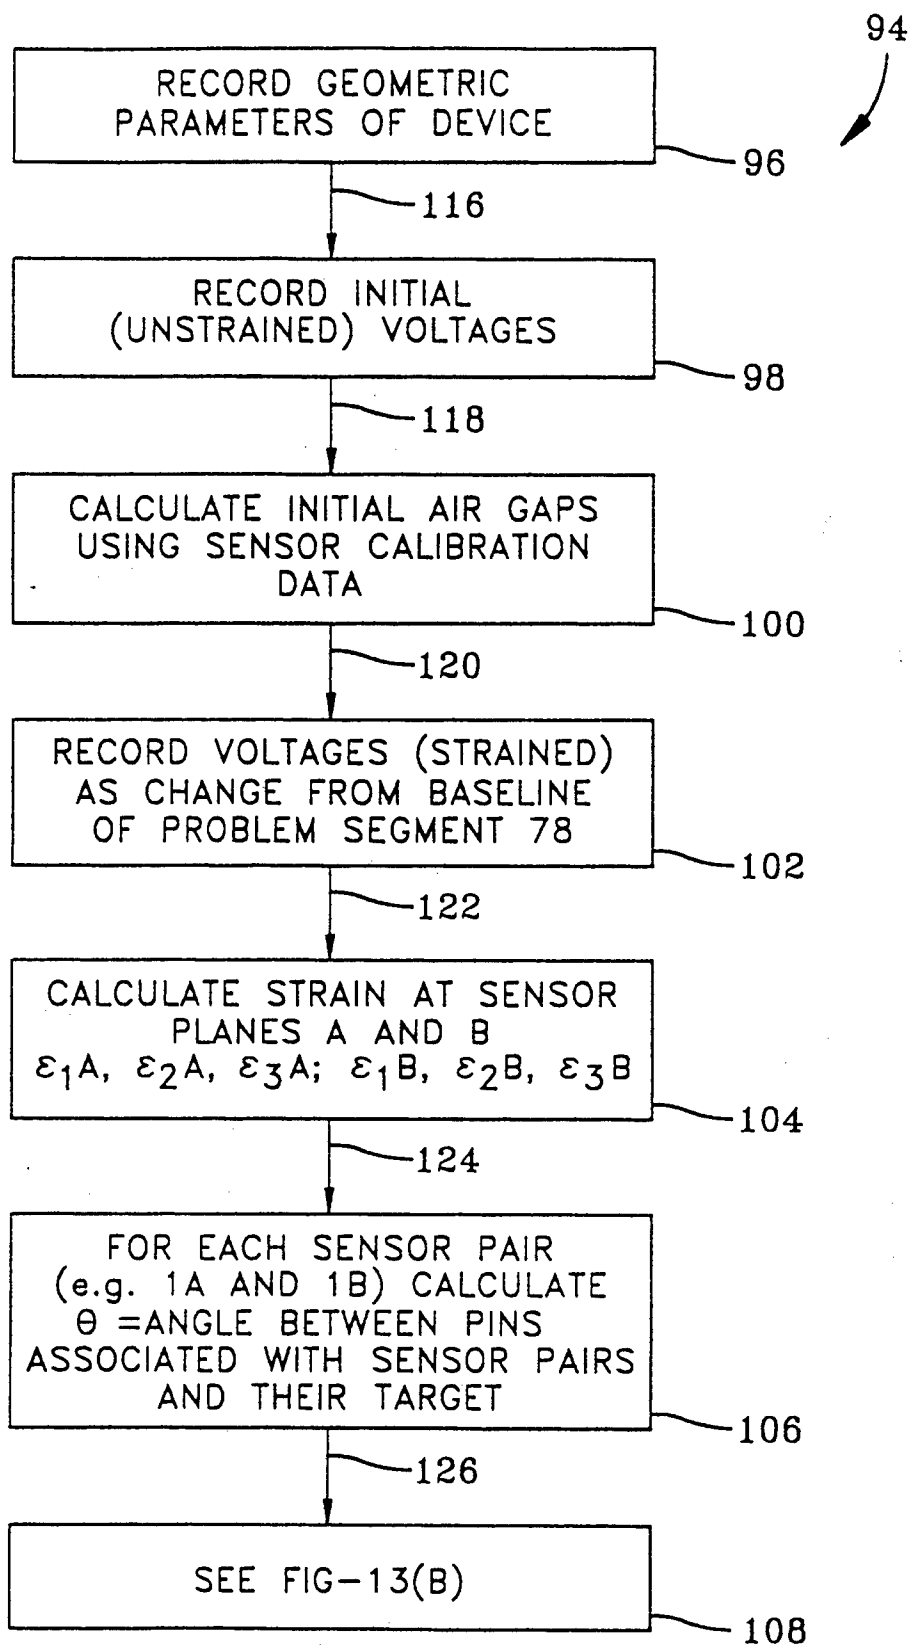 94
RECORD GEOMETRIC
PARAMETERS OF DEVICE
96
116
RECORD INITIAL
(UNSTRAINED) VOLTAGES
98
118
CALCULATE INITIAL AIR GAPS
USING SENSOR CALIBRATION
DATA
100
120
RECORD VOLTAGES (STRAINED)
AS CHANGE FROM BASELINE
OF PROBLEM SEGMENT 78
102
122
CALCULATE STRAIN AT SENSOR
PLANES A AND B
ε₁A, ε₂A, ε₃A; ε₁B, ε₂B, ε₃B
104
124
FOR EACH SENSOR PAIR
(e.g. 1A AND 1B) CALCULATE
θ =ANGLE BETWEEN PINS
ASSOCIATED WITH SENSOR PAIRS
AND THEIR TARGET
106
126
SEE FIG-13(B)
108